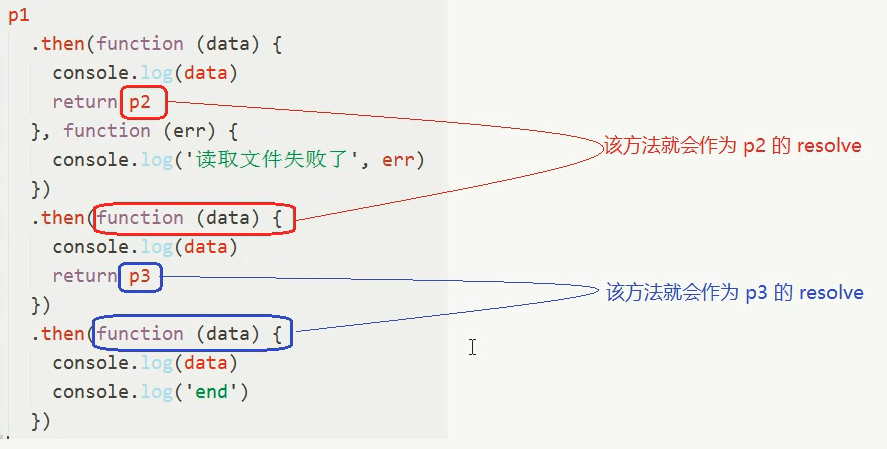 p1
.then(function (data) {
console.log(data)
return p2
}, function (err) {
console.log('读取文件失败了', err)
})
.then(function (data) {
console.log(data)
return p3
})
.then(function (data) {
console.log(data)
console.log('end')
})
该方法就会作为 p2 的 resolve
该方法就会作为 p3 的 resolve